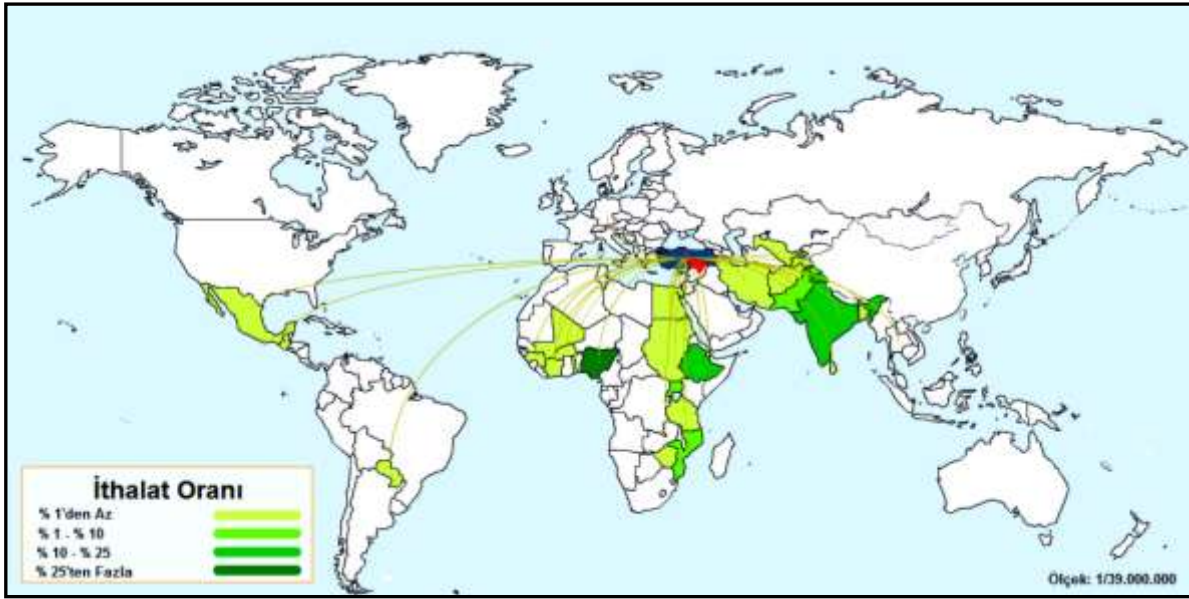 İthalat Oranı
% 1'den Az
% 1 - % 10
% 10 - % 25
% 25'ten Fazla
Ölçek: 1/39.000.000